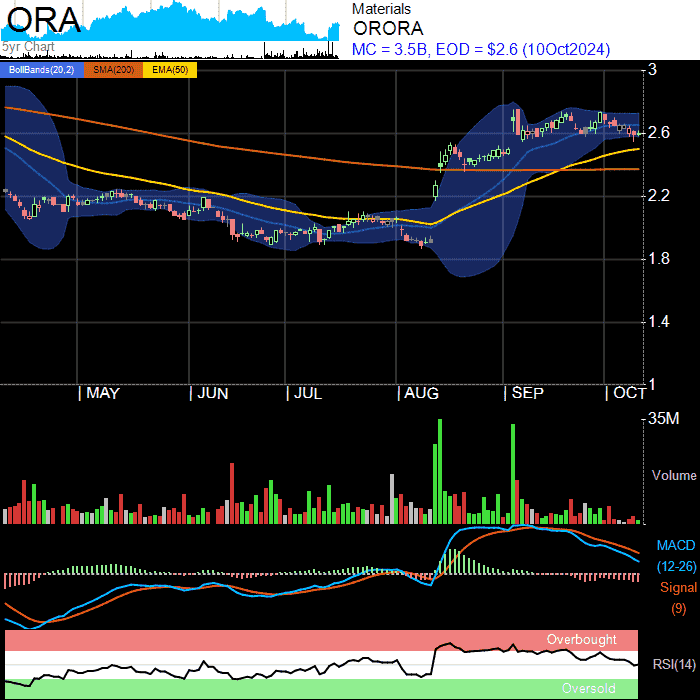 ORA
5yr Chart
Materials
ORORA
MC = 3.5B, EOD = $2.6 (10Oct2024)
BollBands(20,2) SMA(200) EMA(50)
3
2.6
2.2
1.8
1.4
1
| MAY | JUN | JUL | AUG | SEP | OCT
35M
Volume
MACD
(12-26)
Signal
(9)
Overbought
RSI(14)
Oversold